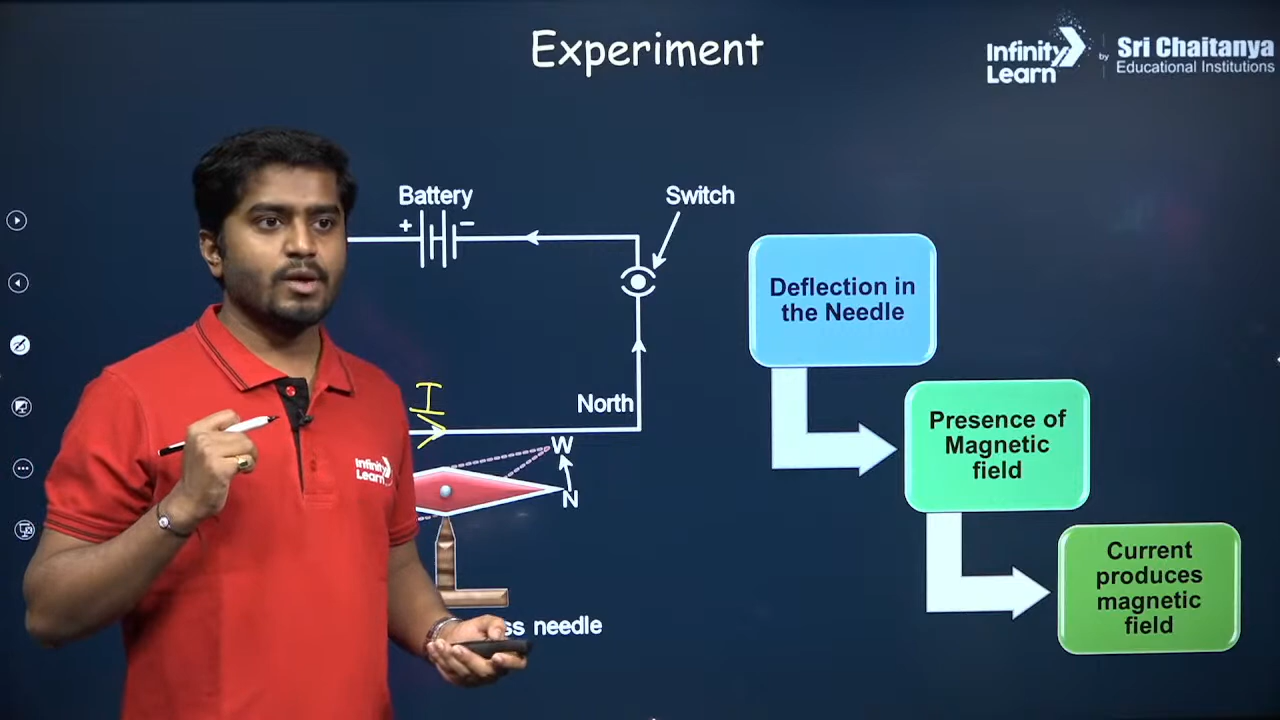 Experiment
Infinity
Learn
by
Sri Chaitanya
Educational Institutions
Battery
+
−
Switch
Deflection in
the Needle
I
North
W
N
Presence of
Magnetic
field
Infinity
Learn
Current
produces
magnetic
field
needle